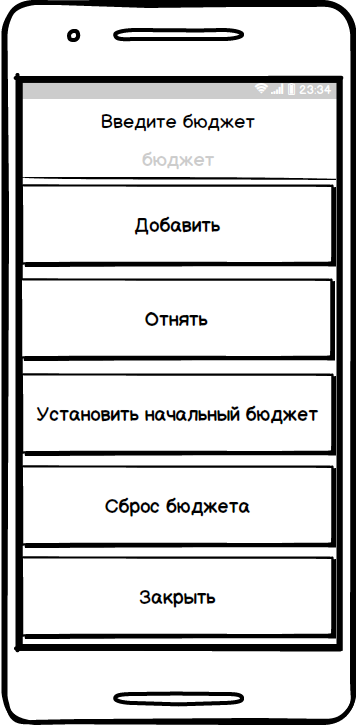 23:34
Введите бюджет
бюджет
Добавить
Отнять
Установить начальный бюджет
Сброс бюджета
Закрыть